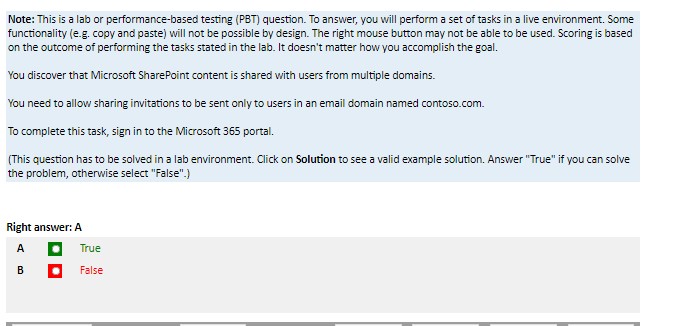 Note: This is a lab or performance-based testing (PBT) question. To answer, you will perform a set of tasks in a live environment. Some
functionality (e.g. copy and paste) will not be possible by design. The right mouse button may not be able to be used. Scoring is based
on the outcome of performing the tasks stated in the lab. It doesn't matter how you accomplish the goal.
You discover that Microsoft SharePoint content is shared with users from multiple domains.
You need to allow sharing invitations to be sent only to users in an email domain named contoso.com.
To complete this task, sign in to the Microsoft 365 portal.
(This question has to be solved in a lab environment. Click on Solution to see a valid example solution. Answer "True" if you can solve
the problem, otherwise select "False".)
Right answer: A
A True
B False